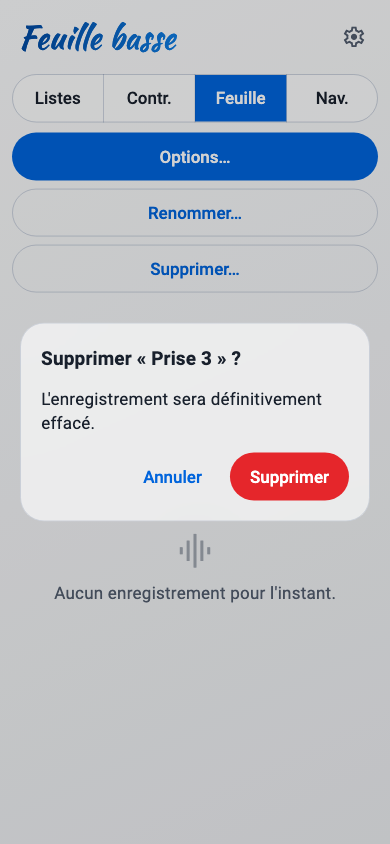 Feuille basse
Listes
Contr.
Feuille
Nav.
Options…
Renommer…
Supprimer…
Supprimer « Prise 3 » ?
L'enregistrement sera définitivement
effacé.
Annuler
Supprimer
Aucun enregistrement pour l'instant.